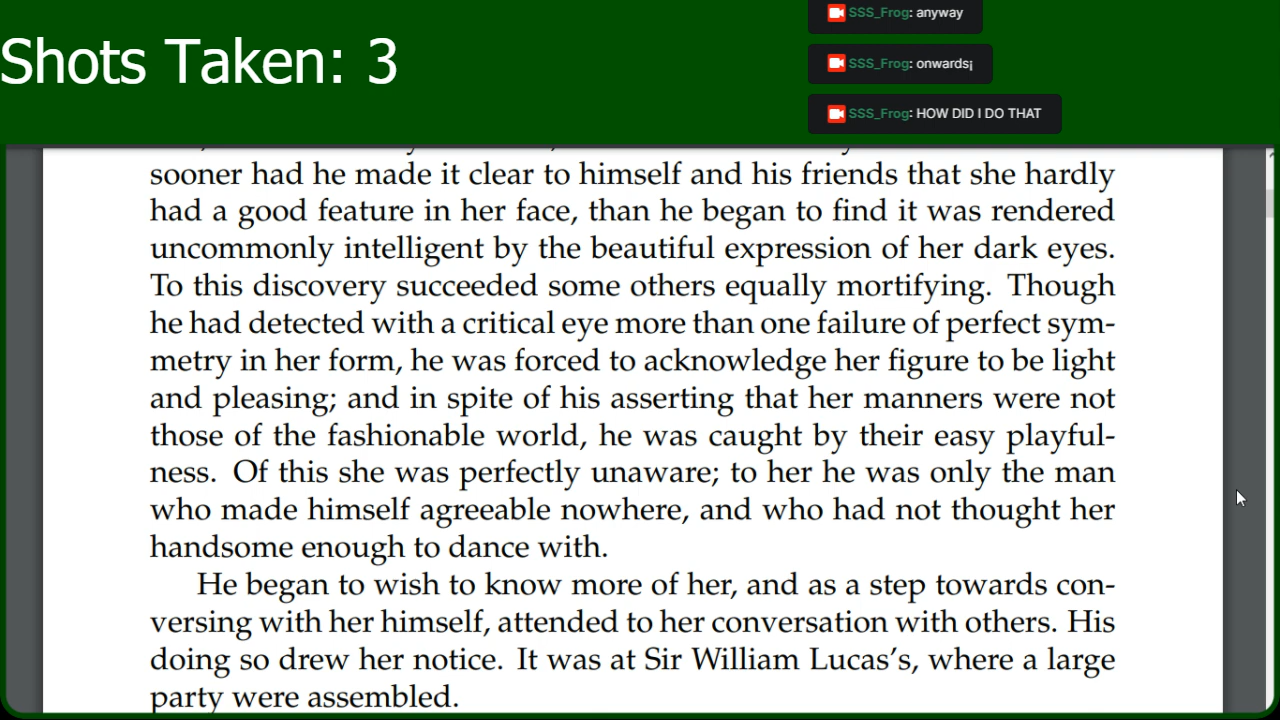 Shots Taken: 3
SSS_Frog: anyway
SSS_Frog: onwards¡
SSS_Frog: HOW DID I DO THAT
sooner had he made it clear to himself and his friends that she hardly
had a good feature in her face, than he began to find it was rendered
uncommonly intelligent by the beautiful expression of her dark eyes.
To this discovery succeeded some others equally mortifying. Though
he had detected with a critical eye more than one failure of perfect sym-
metry in her form, he was forced to acknowledge her figure to be light
and pleasing; and in spite of his asserting that her manners were not
those of the fashionable world, he was caught by their easy playful-
ness. Of this she was perfectly unaware; to her he was only the man
who made himself agreeable nowhere, and who had not thought her
handsome enough to dance with.
He began to wish to know more of her, and as a step towards con-
versing with her himself, attended to her conversation with others. His
doing so drew her notice. It was at Sir William Lucas's, where a large
party were assembled.